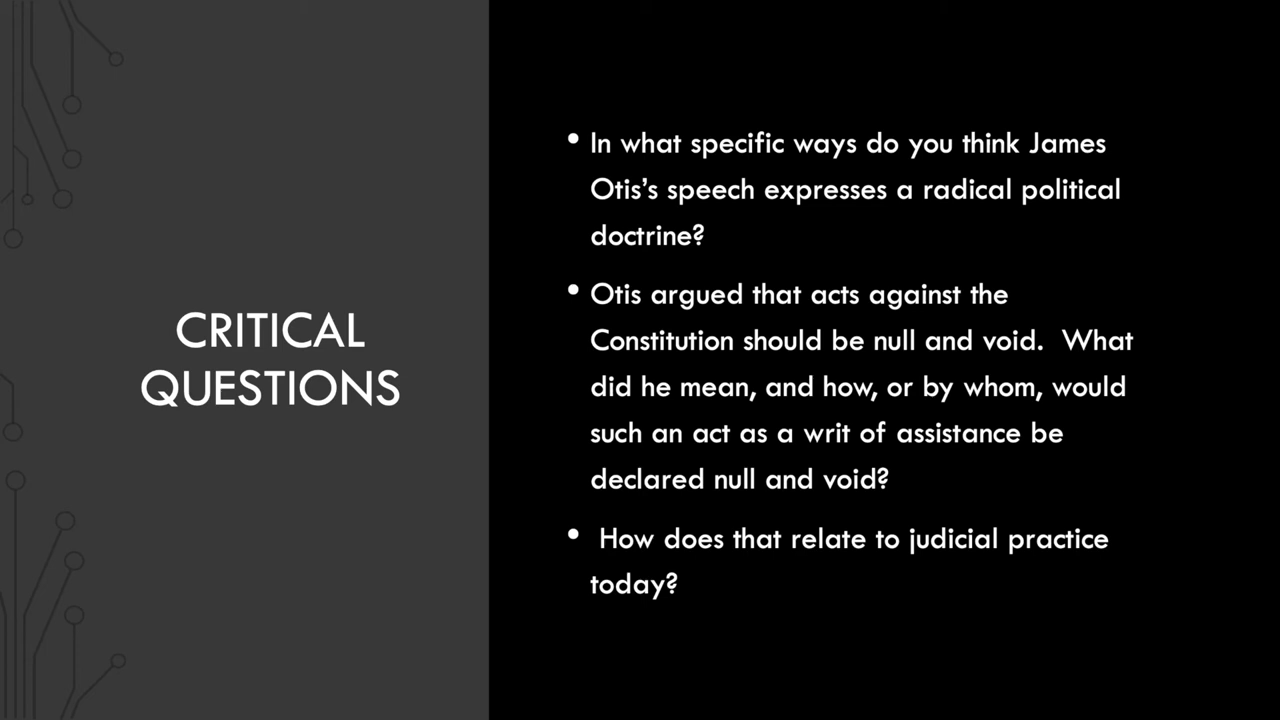 CRITICAL
QUESTIONS
• In what specific ways do you think James
Otis’s speech expresses a radical political
doctrine?
• Otis argued that acts against the
Constitution should be null and void.  What
did he mean, and how, or by whom, would
such an act as a writ of assistance be
declared null and void?
•  How does that relate to judicial practice
today?